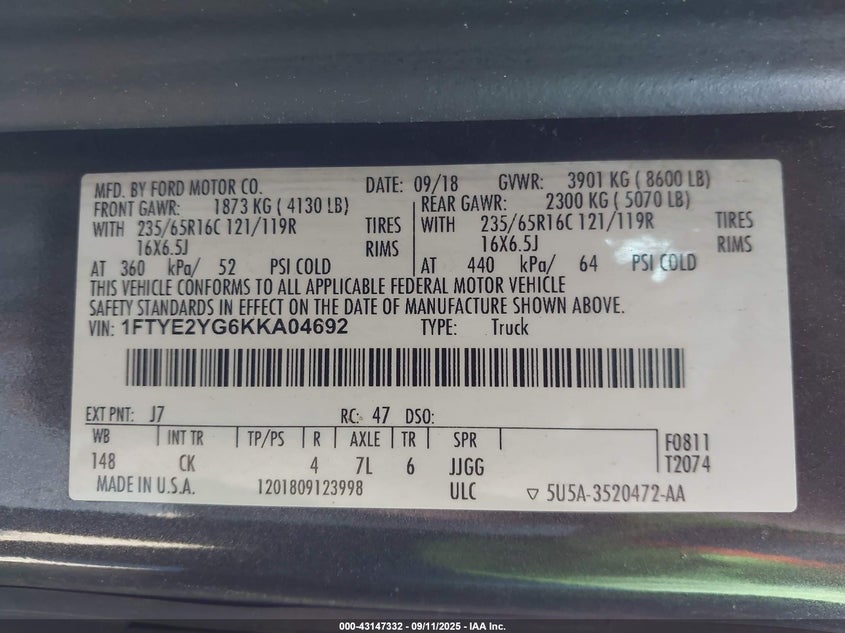 MFD. BY FORD MOTOR CO. DATE: 09/18 GVWR: 3901 KG ( 8600 LB)
FRONT GAWR: 1873 KG ( 4130 LB) REAR GAWR: 2300 KG ( 5070 LB)
WITH 235/65R16C 121/119R TIRES WITH 235/65R16C 121/119R TIRES
16X6.5J RIMS 16X6.5J RIMS
AT 360 kPa/ 52 PSI COLD AT 440 kPa/ 64 PSI COLD
THIS VEHICLE CONFORMS TO ALL APPLICABLE FEDERAL MOTOR VEHICLE
SAFETY STANDARDS IN EFFECT ON THE DATE OF MANUFACTURE SHOWN ABOVE.
VIN: 1FTYE2YG6KKA04692 TYPE: Truck
EXT PNT: J7 RC: 47 DSO:
WB INT TR TP/PS R AXLE TR SPR F0811
148 CK 4 7L 6 JJGG T2074
MADE IN U.S.A. 1201809123998 ULC ▽ 5U5A-3520472-AA
000-43147332 - 09/11/2025 - IAA Inc.